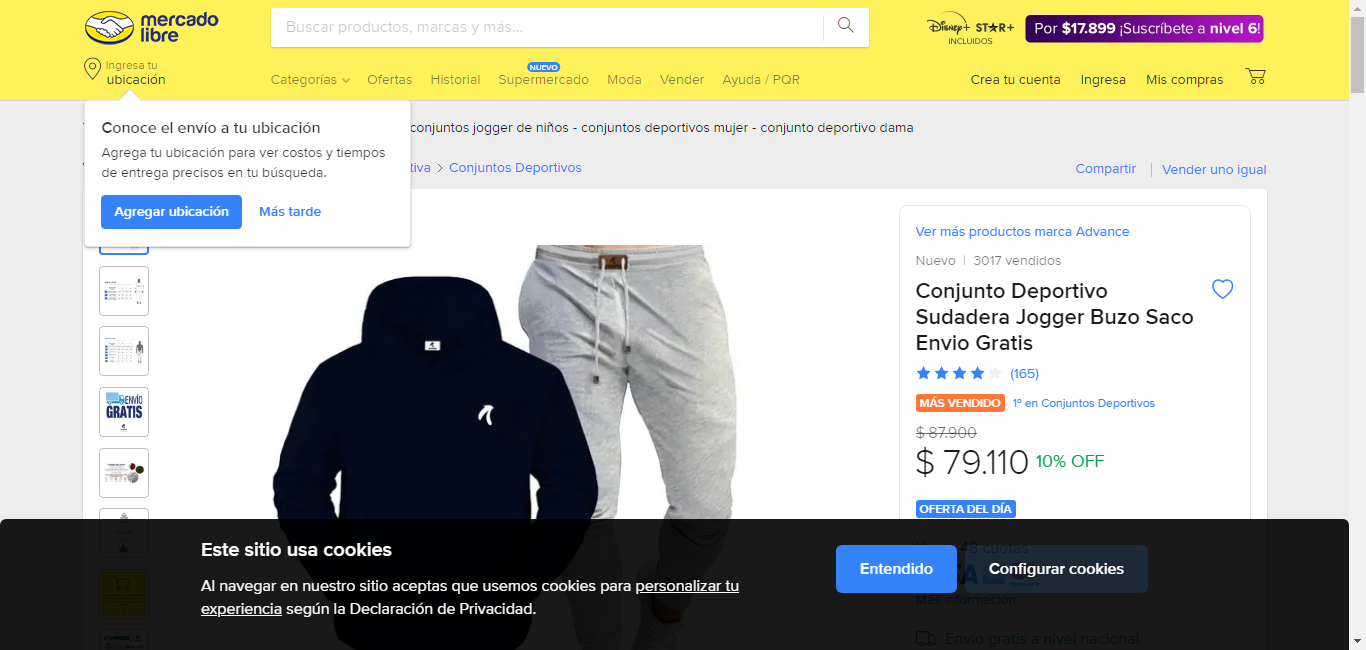 mercado
libre
Buscar productos, marcas y más...
Disney+ STAR+
INCLUIDOS
Por $17.899 ¡Suscríbete a nivel 6!
Ingresa tu
ubicación
Categorías
Ofertas
Historial
NUEVO
Supermercado
Moda
Vender
Ayuda / PQR
Crea tu cuenta
Ingresa
Mis compras
Conoce el envío a tu ubicación
Agrega tu ubicación para ver costos y tiempos
de entrega precisos en tu búsqueda.
Agregar ubicación
Más tarde
conjuntos jogger de niños - conjuntos deportivos mujer - conjunto deportivo dama
tiva > Conjuntos Deportivos
Compartir
Vender uno igual
ENVÍO
GRATIS
Ver más productos marca Advance
Nuevo | 3017 vendidos
Conjunto Deportivo
Sudadera Jogger Buzo Saco
Envio Gratis
(165)
MÁS VENDIDO
1º en Conjuntos Deportivos
$ 87.900
$ 79.110 10% OFF
OFERTA DEL DÍA
48 cuotas
Más información
Envío gratis a nivel nacional
Este sitio usa cookies
Al navegar en nuestro sitio aceptas que usemos cookies para personalizar tu
experiencia según la Declaración de Privacidad.
Entendido
Configurar cookies